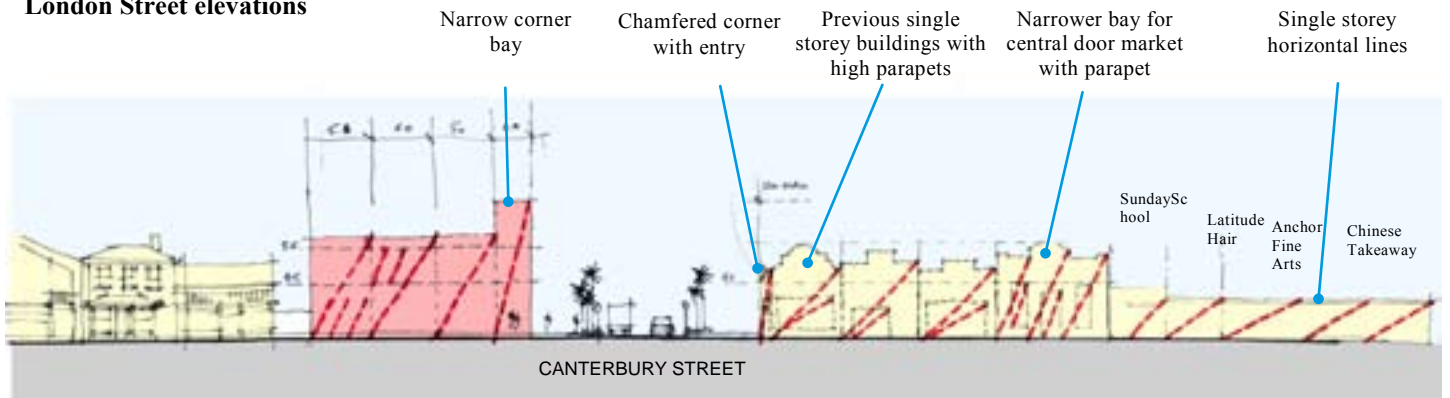 London Street elevations
Narrow corner
bay
Chamfered corner
with entry
Previous single
storey buildings with
high parapets
Narrower bay for
central door market
with parapet
Single storey
horizontal lines
SundaySc
hool
Latitude
Hair
Anchor
Fine
Arts
Chinese
Takeaway
CANTERBURY STREET